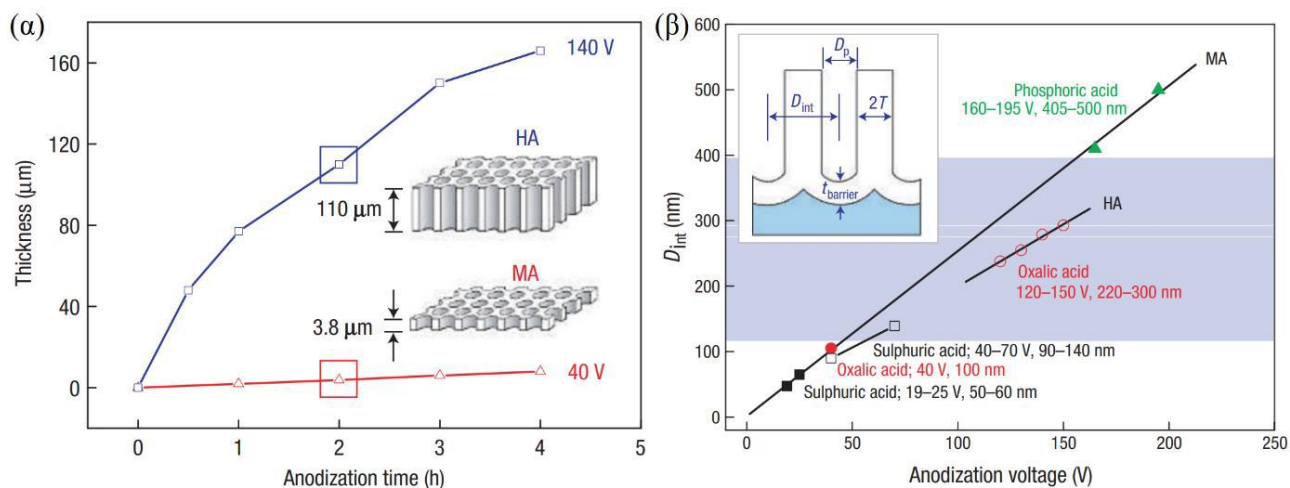 (α)
160
120
80
40
0
Thickness (μm)
0 1 2 3 4 5
Anodization time (h)
140 V
HA
110 μm
MA
3.8 μm
40 V
(β)
600
500
400
300
200
100
0
D_int (nm)
0 50 100 150 200 250
Anodization voltage (V)
D_p
D_int
2T
t_barrier
MA
Phosphoric acid
160–195 V, 405–500 nm
HA
Oxalic acid
120–150 V, 220–300 nm
Sulphuric acid; 40–70 V, 90–140 nm
Oxalic acid; 40 V, 100 nm
Sulphuric acid; 19–25 V, 50–60 nm